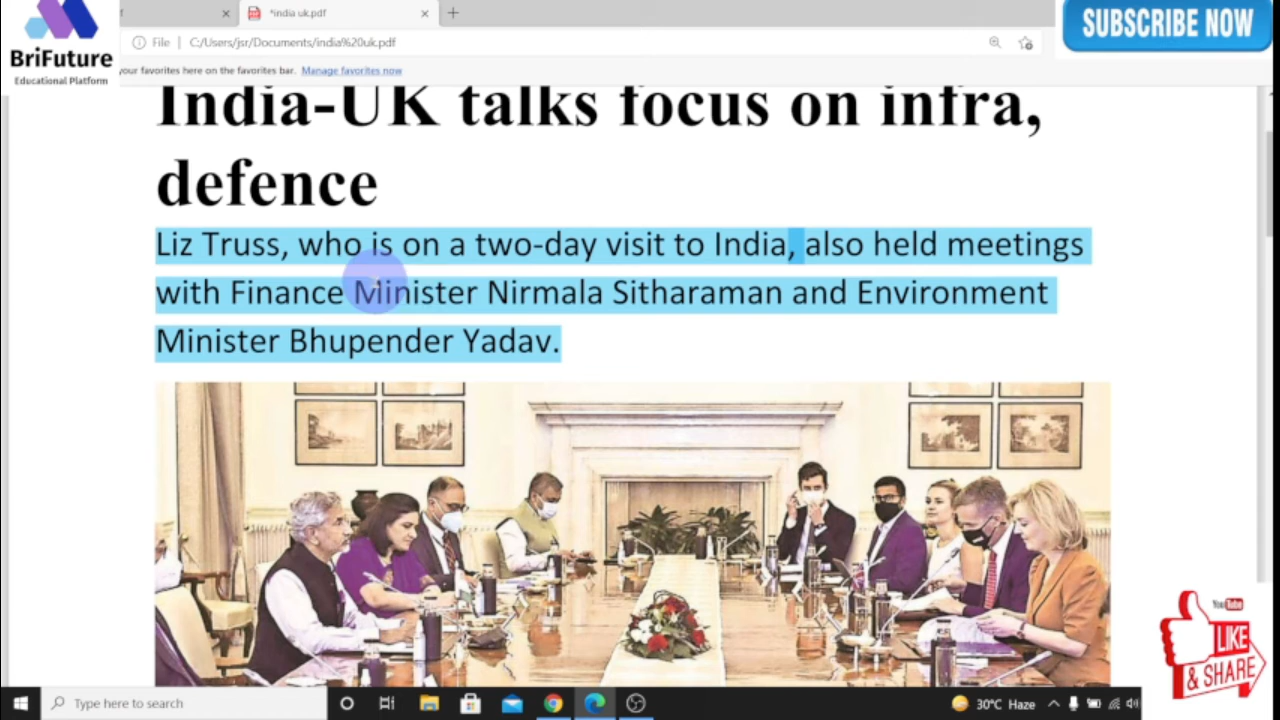 *india uk.pdf
SUBSCRIBE NOW
BriFuture
Educational Platform
File
C:/Users/jsr/Documents/india%20uk.pdf
your favorites here on the favorites bar. Manage favorites now
India-UK talks focus on infra,
defence
Liz Truss, who is on a two-day visit to India, also held meetings
with Finance Minister Nirmala Sitharaman and Environment
Minister Bhupender Yadav.
YouTube
LIKE
& SHARE
Type here to search
30°C Haze